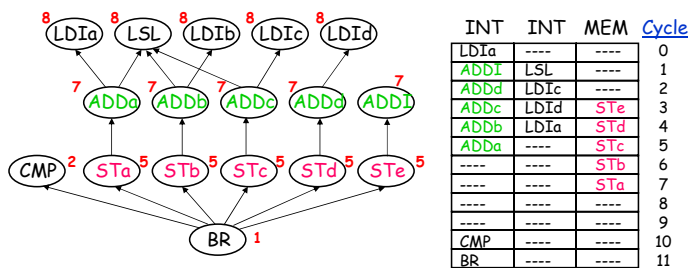 8 8 8 8 8
LDIa LSL LDIb LDIc LDId
7 7 7 7 7
ADDa ADDb ADDc ADDd ADDI
2 5 5 5 5 5
CMP STa STb STc STd STe
BR 1
INT INT MEM Cycle
LDIa ---- ---- 0
ADDI LSL ---- 1
ADDd LDIc ---- 2
ADDc LDId STe 3
ADDb LDIa STd 4
ADDa STc 5
---- ---- STb 6
---- ---- STa 7
---- ---- ---- 8
---- ---- ---- 9
CMP ---- ---- 10
BR ---- ---- 11